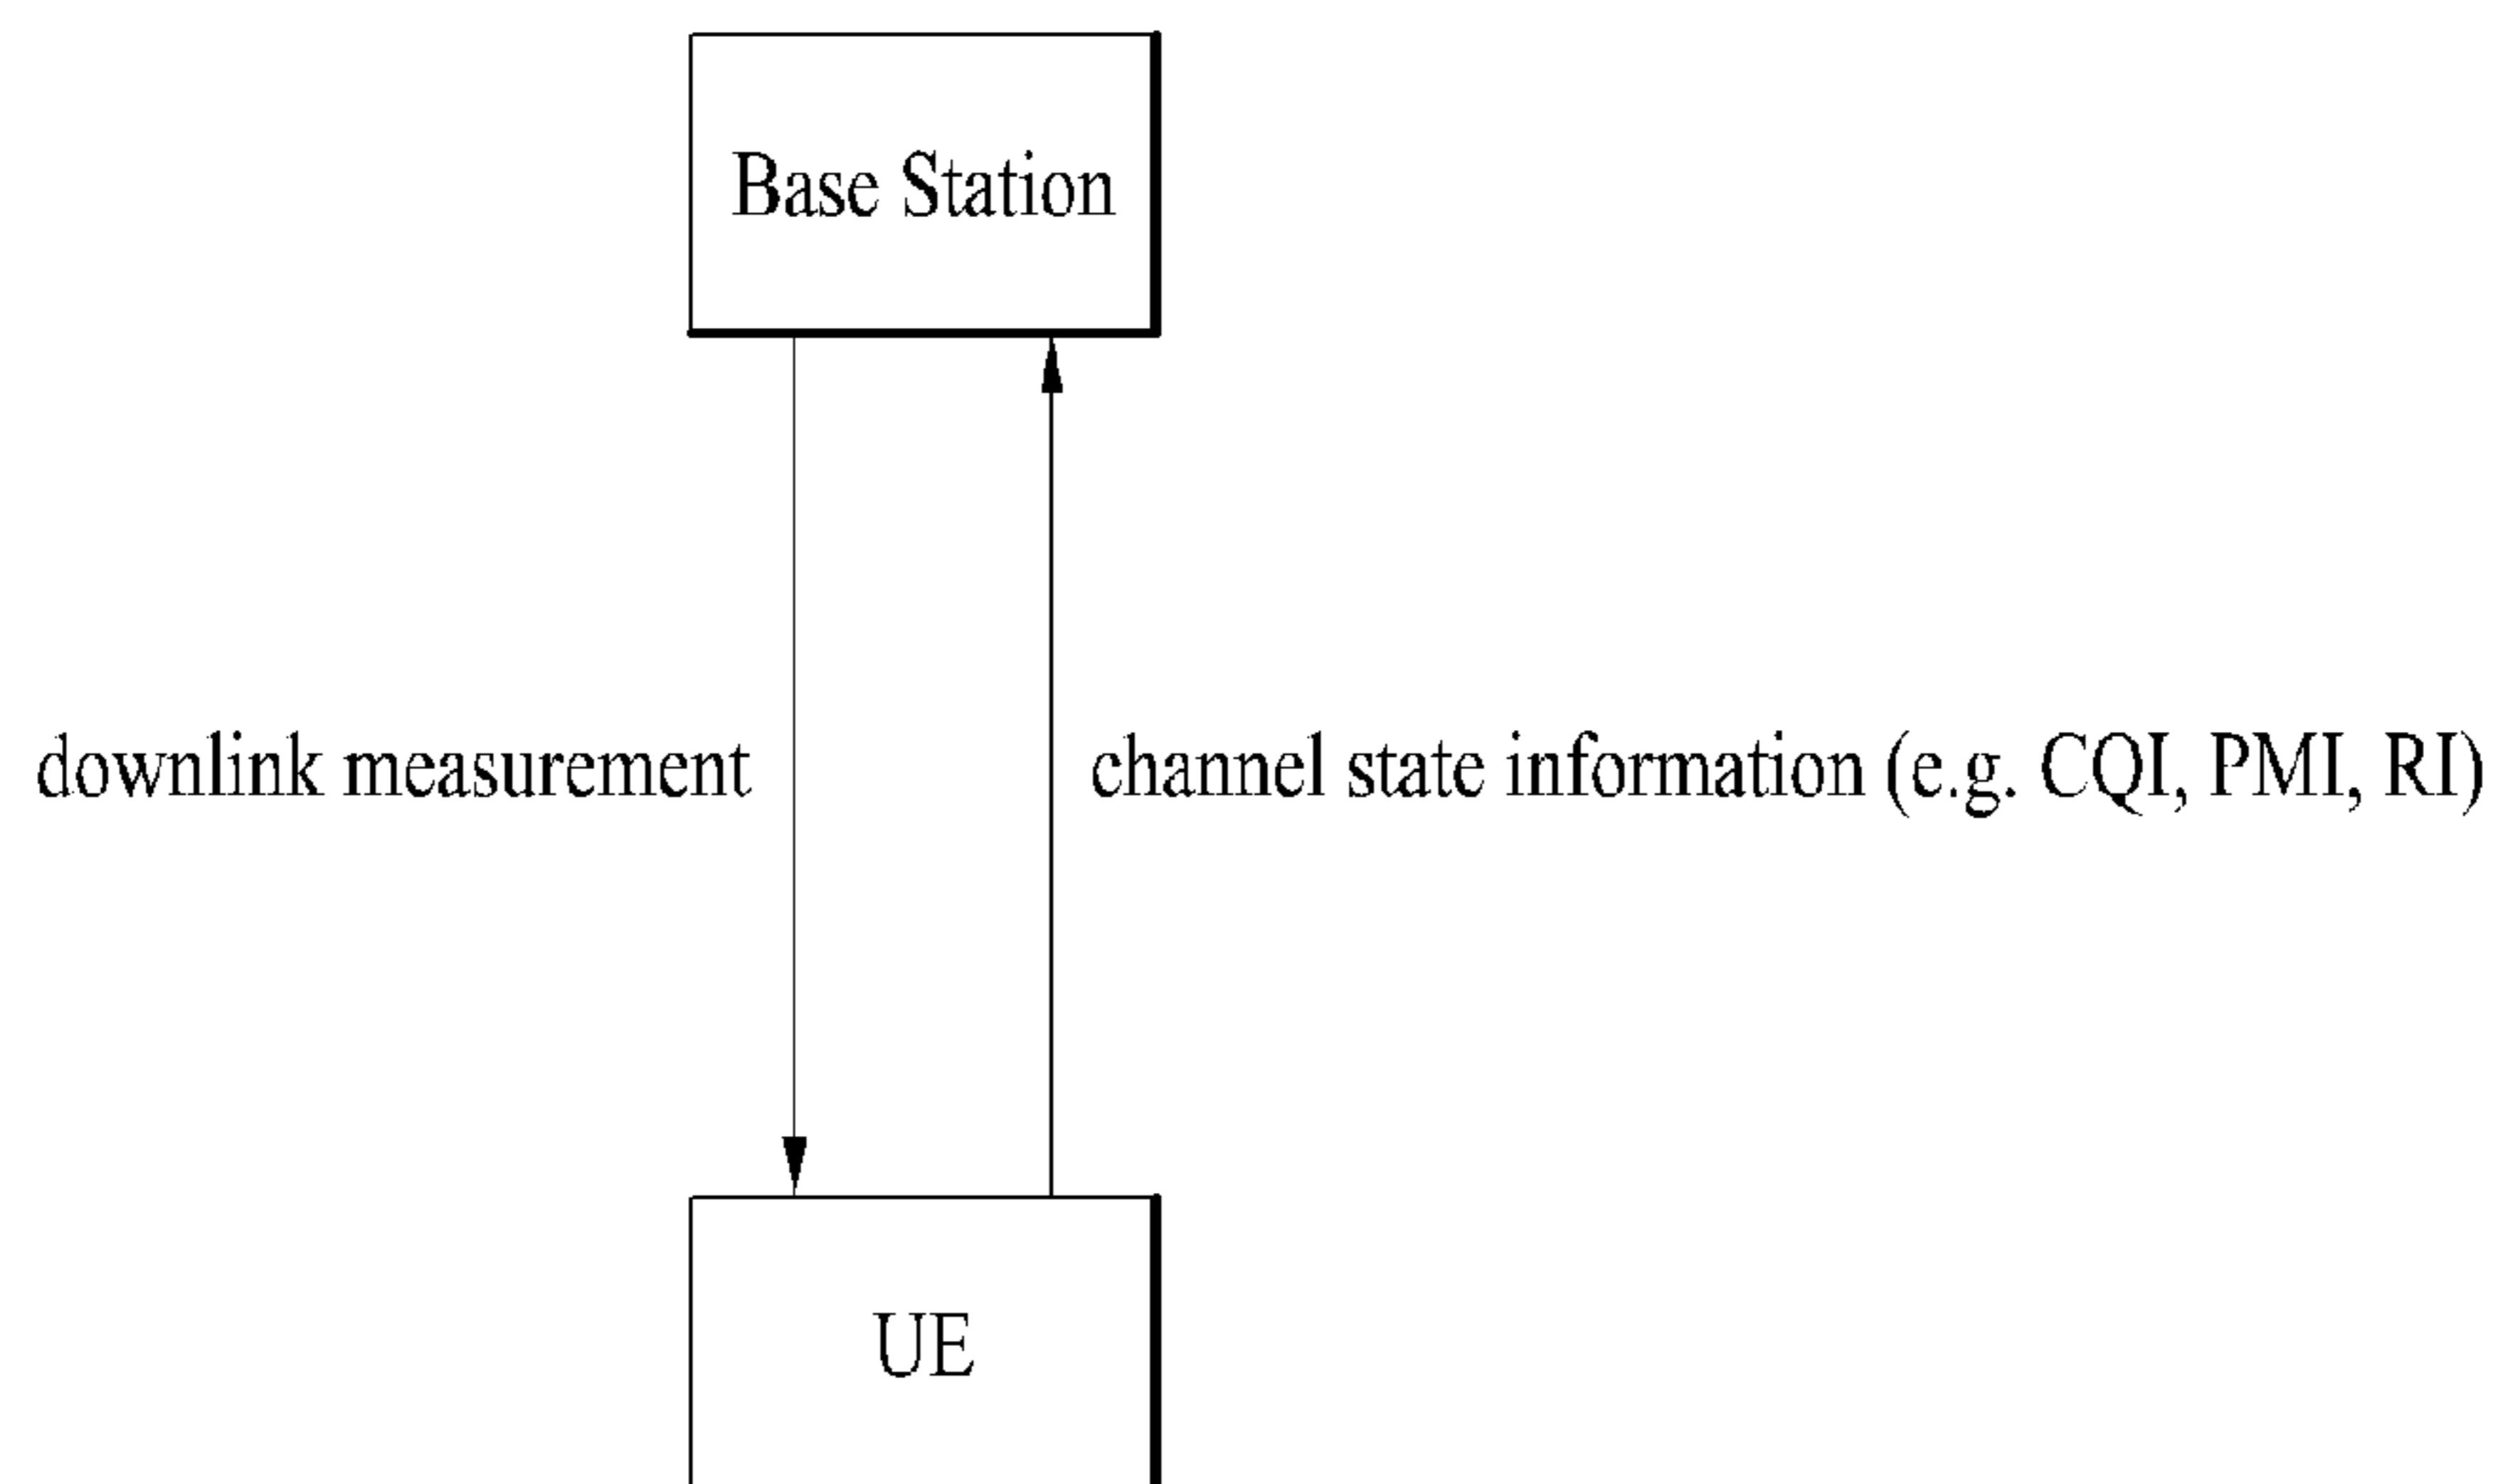 Base Station
downlink measurement
channel state information (e.g. CQI, PMI, RI)
UE